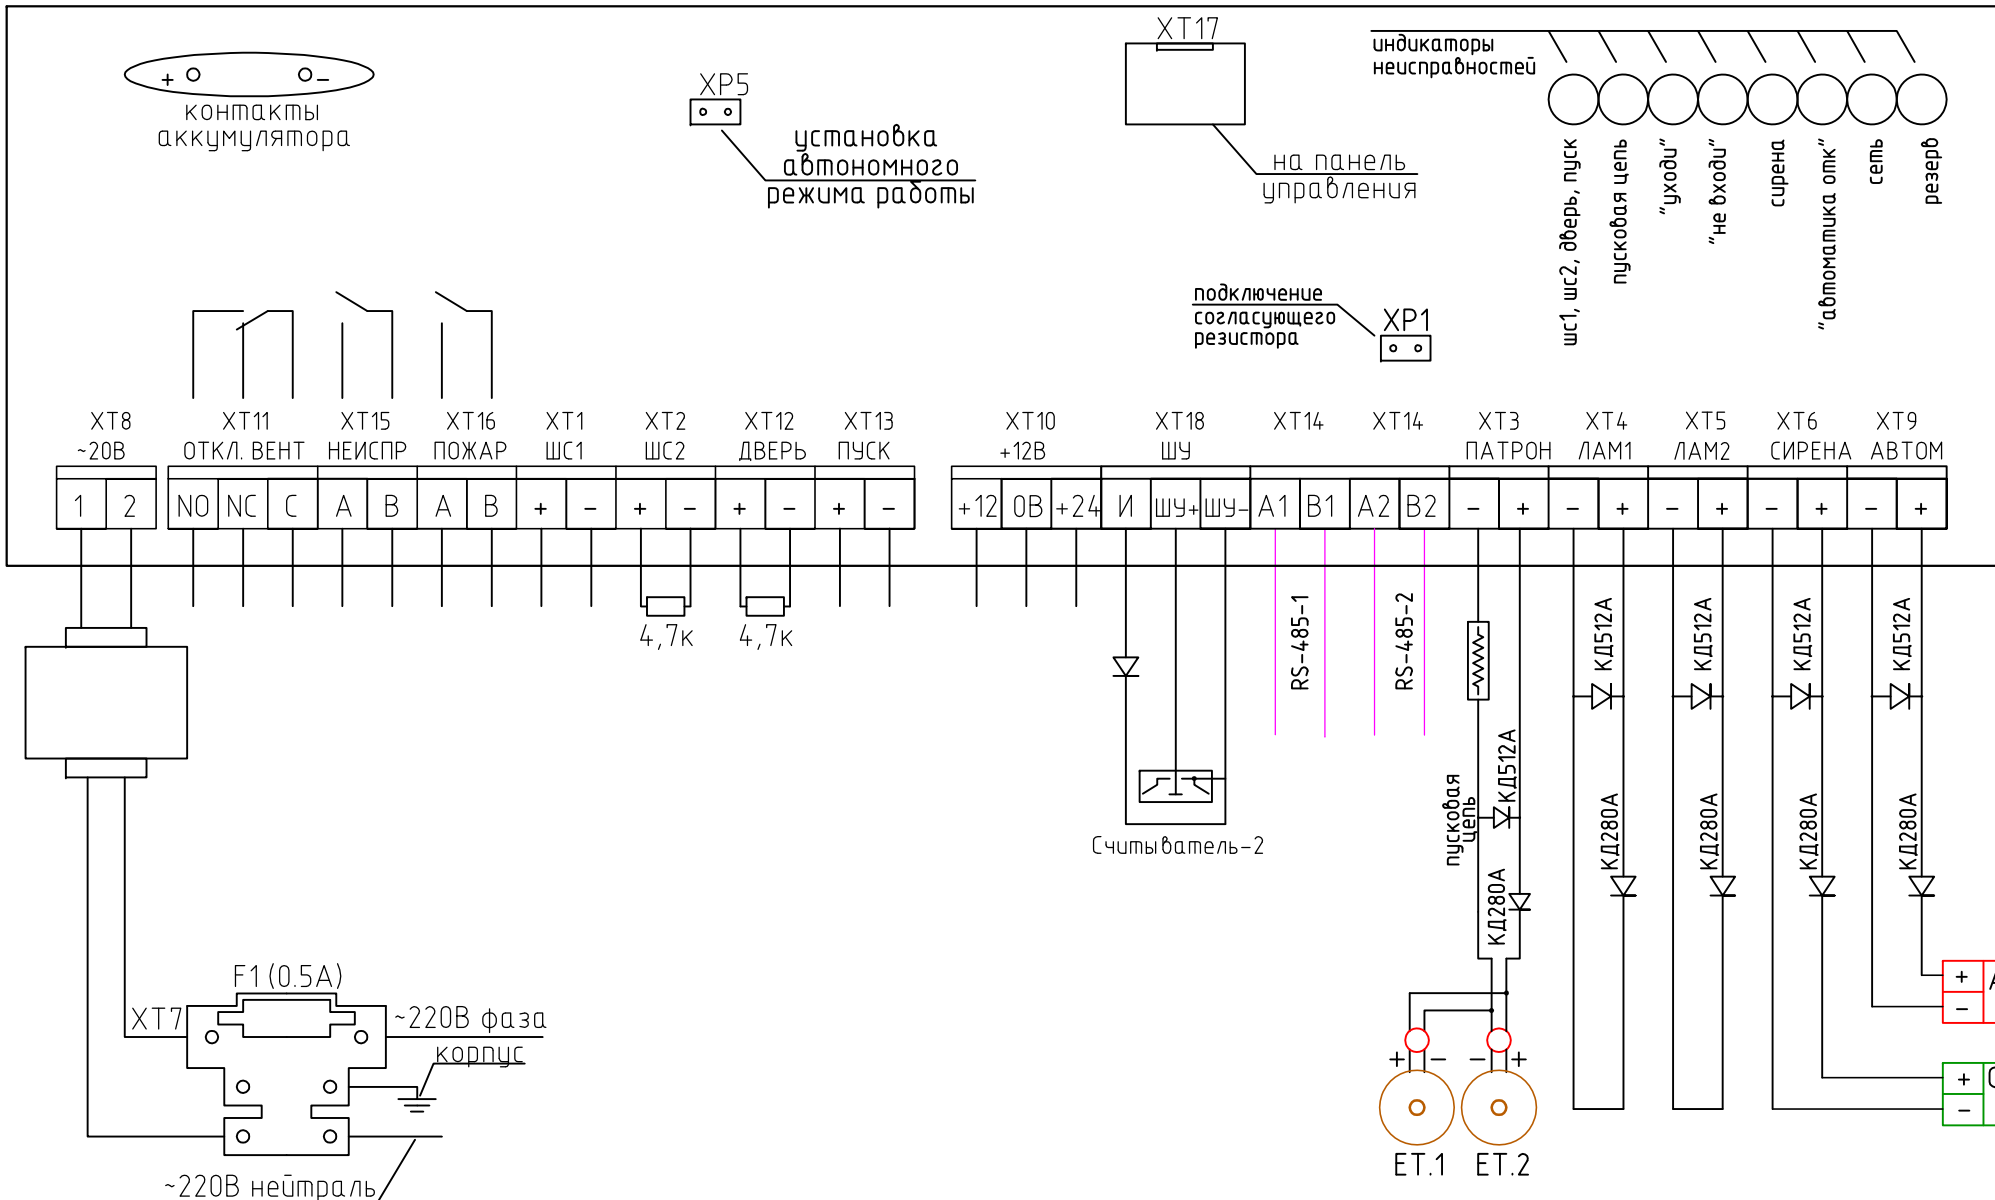 контакты
аккумулятора
+
-
XP5
установка
автономного
режима работы
XT17
на панель
управления
индикаторы
неисправностей
шс1, шс2, дверь, пуск
пусковая цепь
"уходи"
"не входи"
сирена
"автоматика отк"
сеть
резерв
подключение
согласующего
резистора
XP1
XT8 XT11 XT15 XT16 XT1 XT2 XT12 XT13 XT10 XT18 XT14 XT14 XT3 XT4 XT5 XT6 XT9
~20В ОТКЛ. ВЕНТ НЕИСПР ПОЖАР ШС1 ШС2 ДВЕРЬ ПУСК +12В ШУ ПАТРОН ЛАМ1 ЛАМ2 СИРЕНА АВТОМ
1 2 NO NC C A B A B + - + - + - + - +12 0В +24 И ШУ+ ШУ- A1 B1 A2 B2 - + - + - + - + - +
4,7к 4,7к
RS-485-1
RS-485-2
КД512А
КД512А
КД512А
КД512А
КД512А
пусковая
цепь
КД280А
КД280А
КД280А
КД280А
КД280А
Считыватель-2
F1 (0.5А)
XT7
~220В фаза
корпус
~220В нейтраль
+ - - +
ET.1 ET.2
+
-
+
-